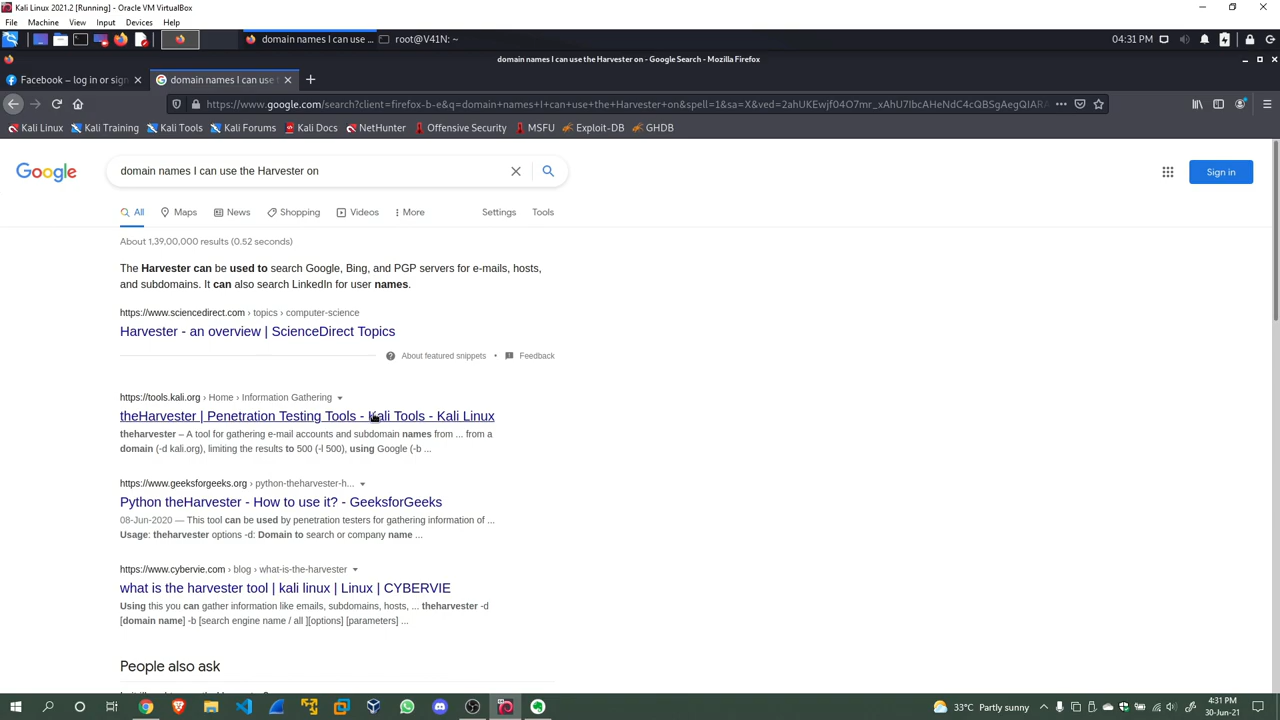 Kali Linux 2021.2 [Running] - Oracle VM VirtualBox
File Machine View Input Devices Help
domain names I can use ... root@V41N: ~ 04:31 PM
domain names I can use the Harvester on - Google Search - Mozilla Firefox
Facebook – log in or sign domain names I can use t
https://www.google.com/search?client=firefox-b-e&q=domain+names+I+can+use+the+Harvester+on&spell=1&sa=X&ved=
Kali Linux Kali Training Kali Tools Kali Forums Kali Docs NetHunter Offensive Security MSFU Exploit-DB GHDB
Google domain names I can use the Harvester on Sign in
All Maps News Shopping Videos More Settings Tools
About 1,39,00,000 results (0.52 seconds)
The Harvester can be used to search Google, Bing, and PGP servers for e-mails, hosts,
and subdomains. It can also search LinkedIn for user names.
https://www.sciencedirect.com › topics › computer-science
Harvester - an overview | ScienceDirect Topics
About featured snippets • Feedback
https://tools.kali.org › Home › Information Gathering
theHarvester | Penetration Testing Tools - Kali Tools - Kali Linux
theharvester – A tool for gathering e-mail accounts and subdomain names from ... from a
domain (-d kali.org), limiting the results to 500 (-l 500), using Google (-b ...
https://www.geeksforgeeks.org › python-theharvester-h...
Python theHarvester - How to use it? - GeeksforGeeks
08-Jun-2020 — This tool can be used by penetration testers for gathering information of ...
Usage: theharvester options -d: Domain to search or company name ...
https://www.cybervie.com › blog › what-is-the-harvester
what is the harvester tool | kali linux | Linux | CYBERVIE
Using this you can gather information like emails, subdomains, hosts, ... theharvester -d
[domain name] -b [search engine name / all ][options] [parameters] ...
People also ask
33°C Partly sunny 4:31 PM
30-Jun-21